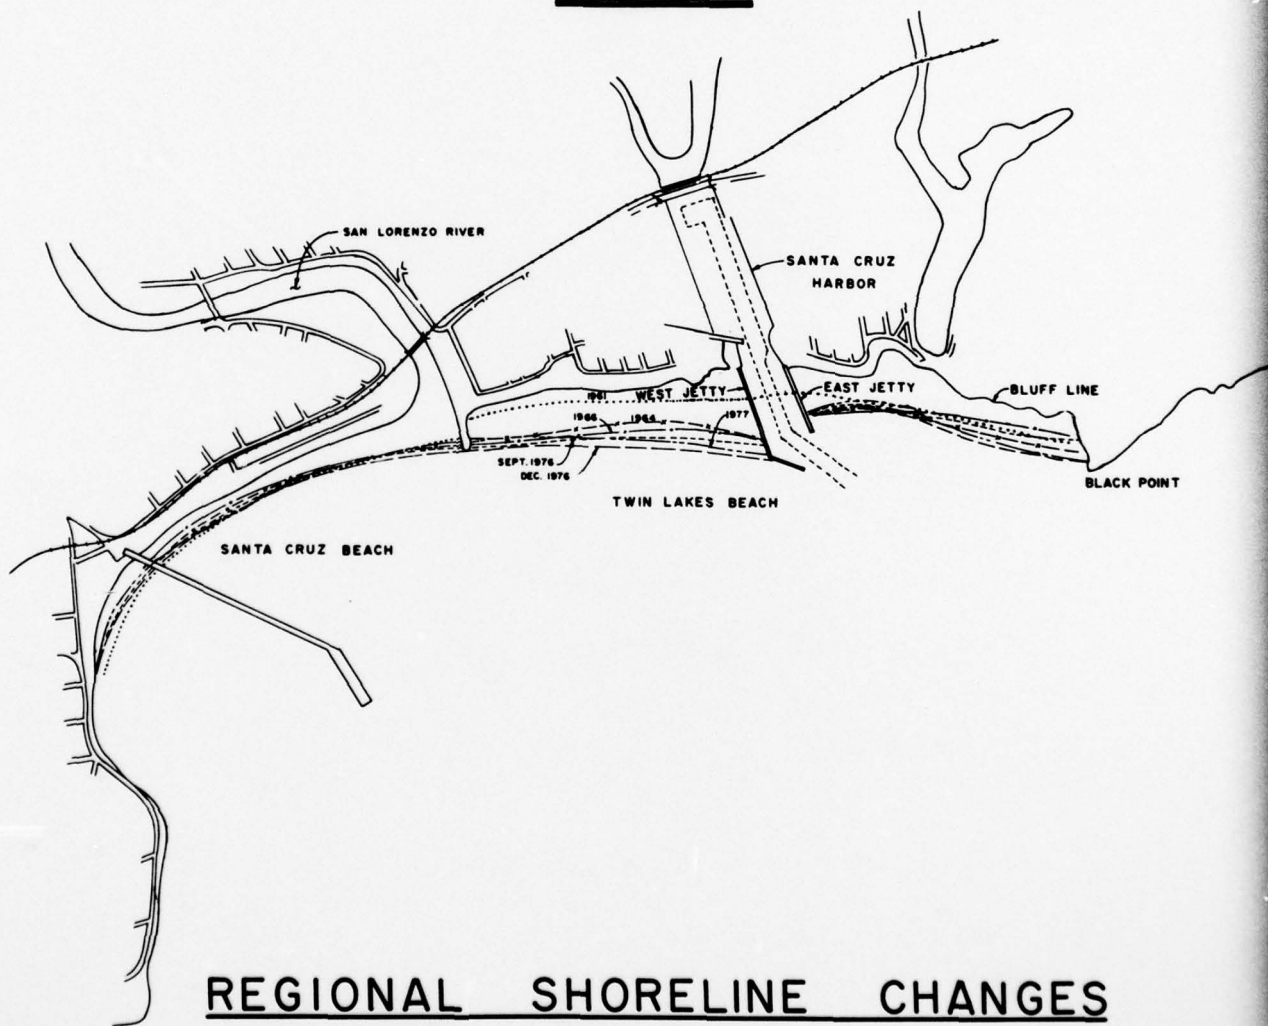 SAN LORENZO RIVER
SANTA CRUZ
HARBOR
1961
WEST JETTY
EAST JETTY
BLUFF LINE
1966
1964
1977
SEPT. 1976
DEC. 1976
BLACK POINT
TWIN LAKES BEACH
SANTA CRUZ BEACH
REGIONAL SHORELINE CHANGES